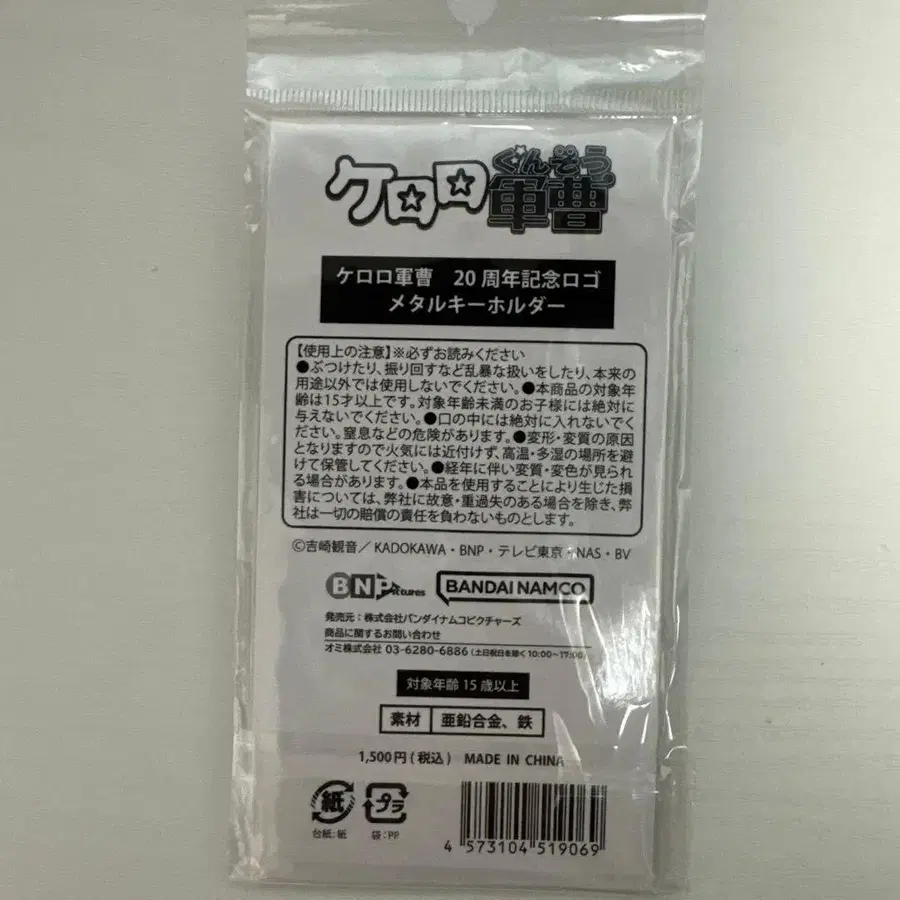 ケロロ
ぐんそう
軍曹
ケロロ軍曹 20周年記念ロゴ
メタルキーホルダー
【使用上の注意】※必ずお読みください
●ぶつけたり、振り回すなど乱暴な扱いをしたり、本来の
用途以外では使用しないでください。●本商品の対象年
齢は15才以上です。対象年齢未満のお子様には絶対に
与えないでください。●口の中には絶対に入れないでく
ださい。窒息などの危険があります。●変形・変質の原因
となりますので火気には近付けず、高温・多湿の場所を避
けて保管してください。●経年に伴い変質・変色が見られ
る場合があります。●本品を使用することにより生じた損
害については、弊社に故意・重過失のある場合を除き、弊
社は一切の賠償の責任を負わないものとします。
©吉崎観音/KADOKAWA・BNP・テレビ東京・NAS・BV
BNPictures BANDAI NAMCO
発売元:株式会社バンダイナムコピクチャーズ
商品に関するお問い合わせ
オミ株式会社 03-6280-6886(土日祝日を除く10:00~17:00)
対象年齢15歳以上
素材 亜鉛合金、鉄
1,500円(税込) MADE IN CHINA
紙 プラ
台紙:紙 袋:PP
4 573104 519069